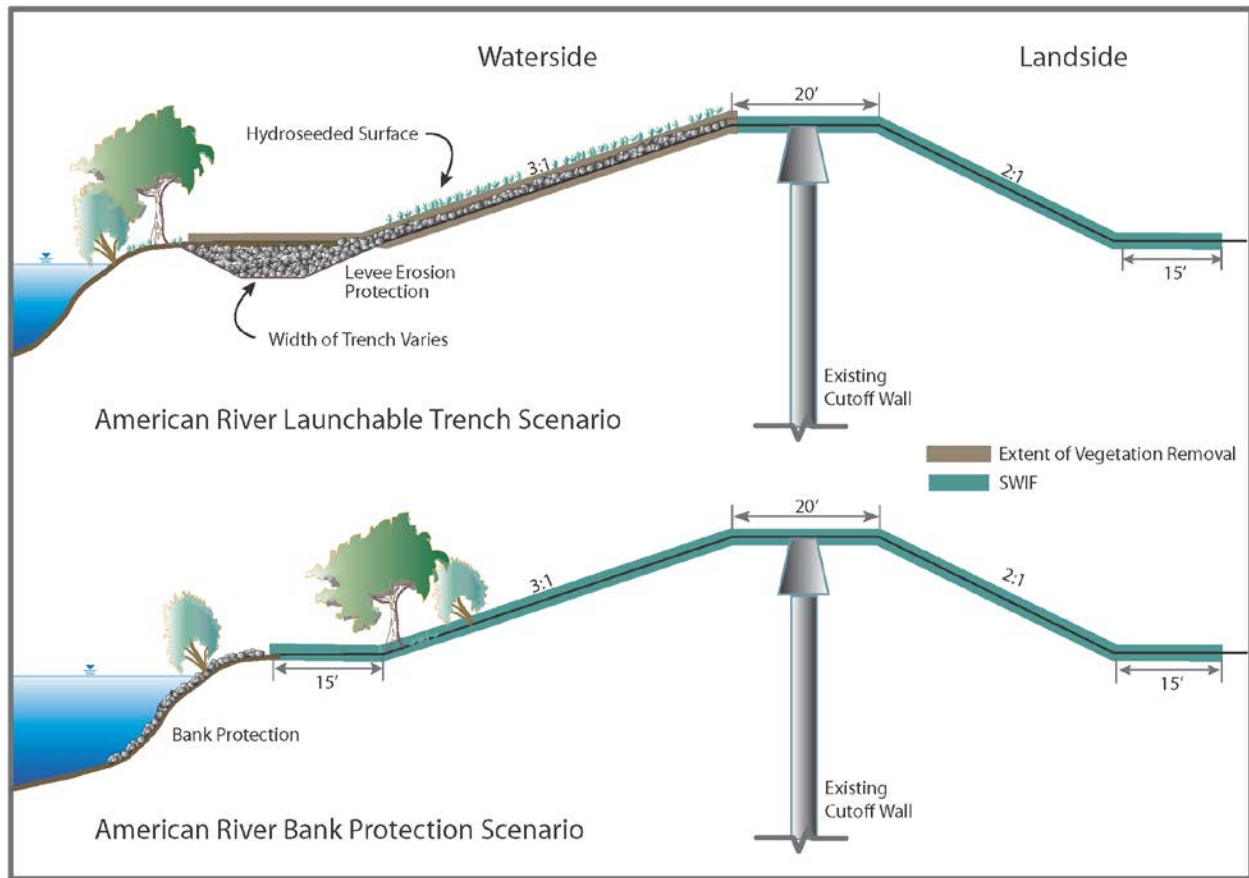 Waterside
Landside
20'
Hydroseeded Surface
3:1
2:1
15'
Levee Erosion
Protection
Width of Trench Varies
Existing
Cutoff Wall
American River Launchable Trench Scenario
Extent of Vegetation Removal
SWIF
20'
3:1
2:1
15'
15'
Bank Protection
Existing
Cutoff Wall
American River Bank Protection Scenario